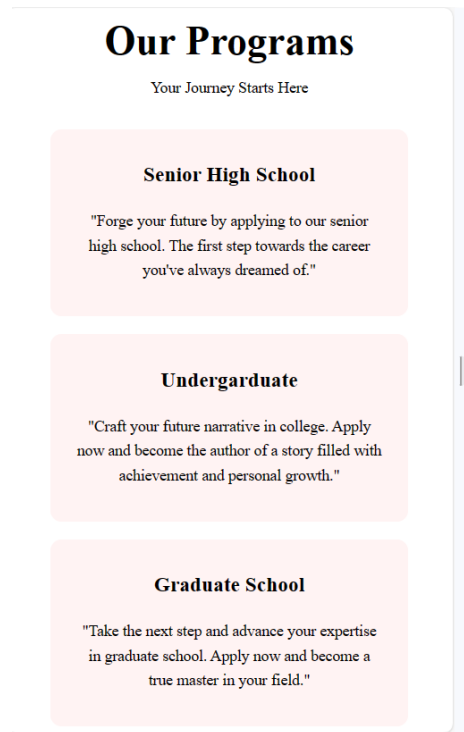 Our Programs
Your Journey Starts Here
Senior High School
"Forge your future by applying to our senior
high school. The first step towards the career
you've always dreamed of."
Undergarduate
"Craft your future narrative in college. Apply
now and become the author of a story filled with
achievement and personal growth."
Graduate School
"Take the next step and advance your expertise
in graduate school. Apply now and become a
true master in your field."